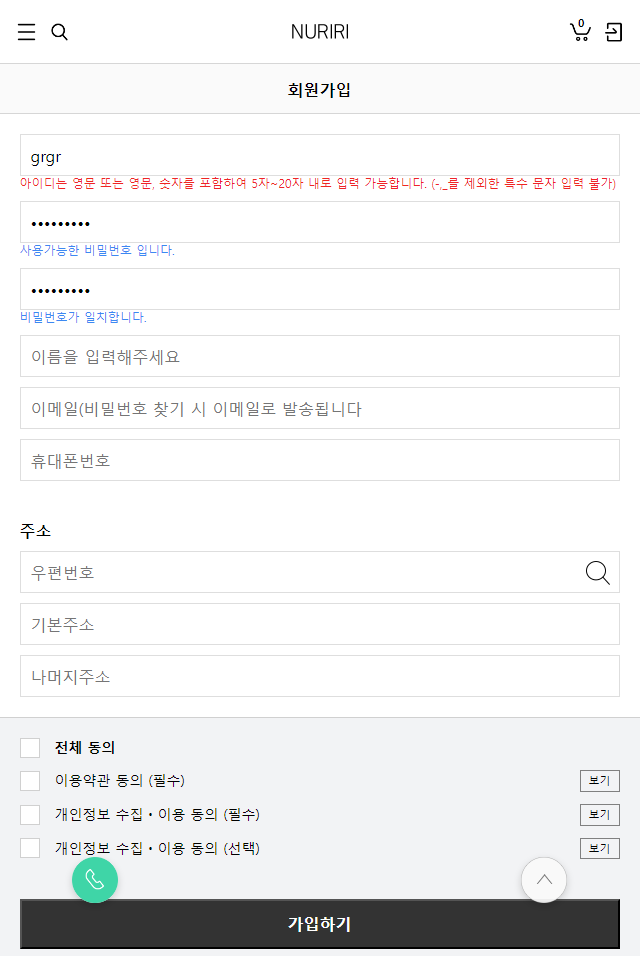 NURIRI
0
회원가입
grgr
아이디는 영문 또는 영문, 숫자를 포함하여 5자~20자 내로 입력 가능합니다. (-,_를 제외한 특수 문자 입력 불가)
•••••••••
사용가능한 비밀번호 입니다.
•••••••••
비밀번호가 일치합니다.
이름을 입력해주세요
이메일(비밀번호 찾기 시 이메일로 발송됩니다
휴대폰번호
주소
우편번호
기본주소
나머지주소
전체 동의
이용약관 동의 (필수) 보기
개인정보 수집・이용 동의 (필수) 보기
개인정보 수집・이용 동의 (선택) 보기
가입하기